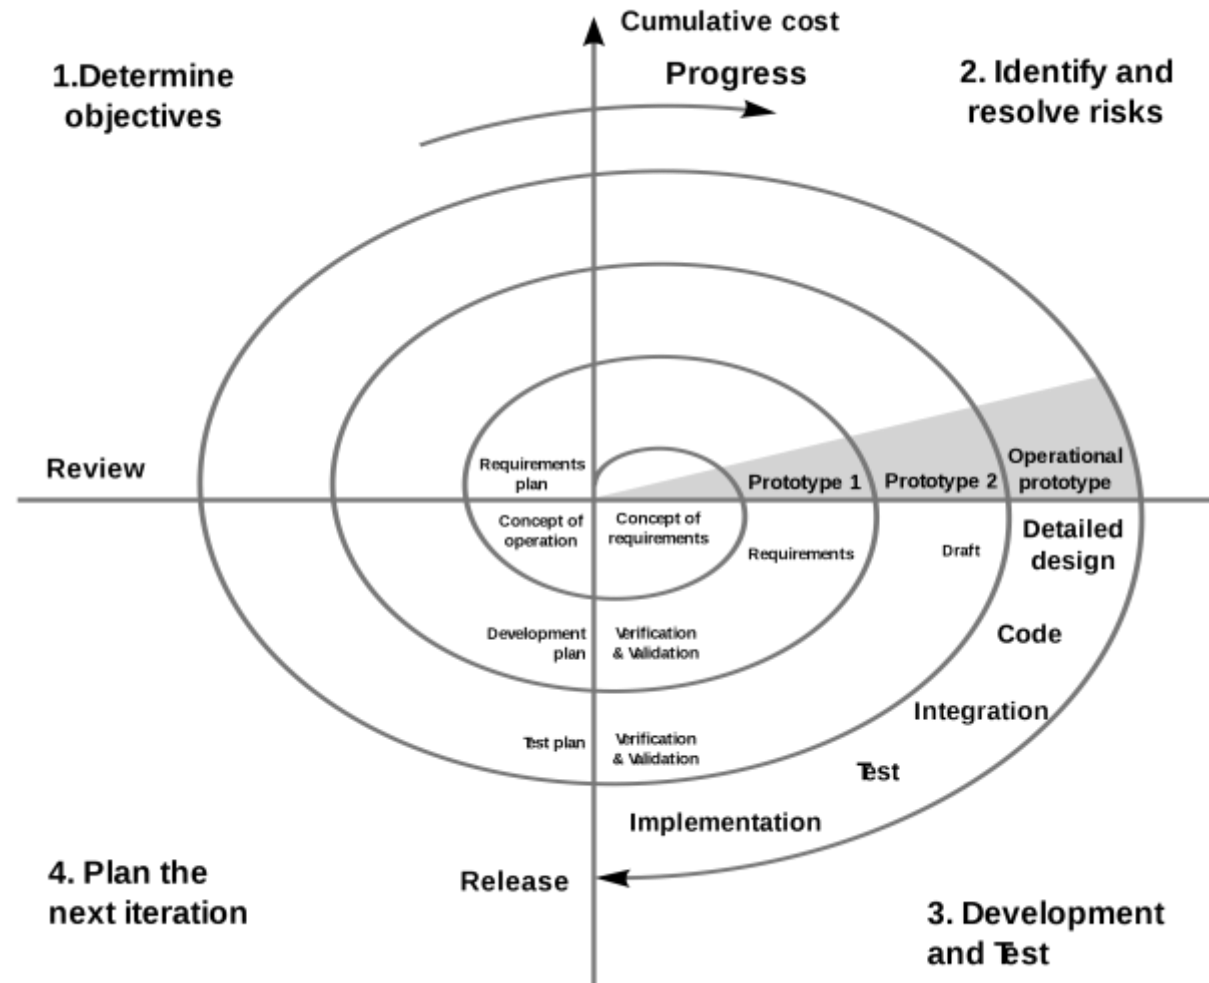 Cumulative cost
Progress
1.Determine
objectives
2. Identify and
resolve risks
Review
Requirements
plan
Prototype 1
Prototype 2
Operational
prototype
Concept of
operation
Concept of
requirements
Requirements
Draft
Detailed
design
Code
Development
plan
Verification
& Validation
Integration
Test plan
Verification
& Validation
Test
Implementation
Release
4. Plan the
next iteration
3. Development
and Test